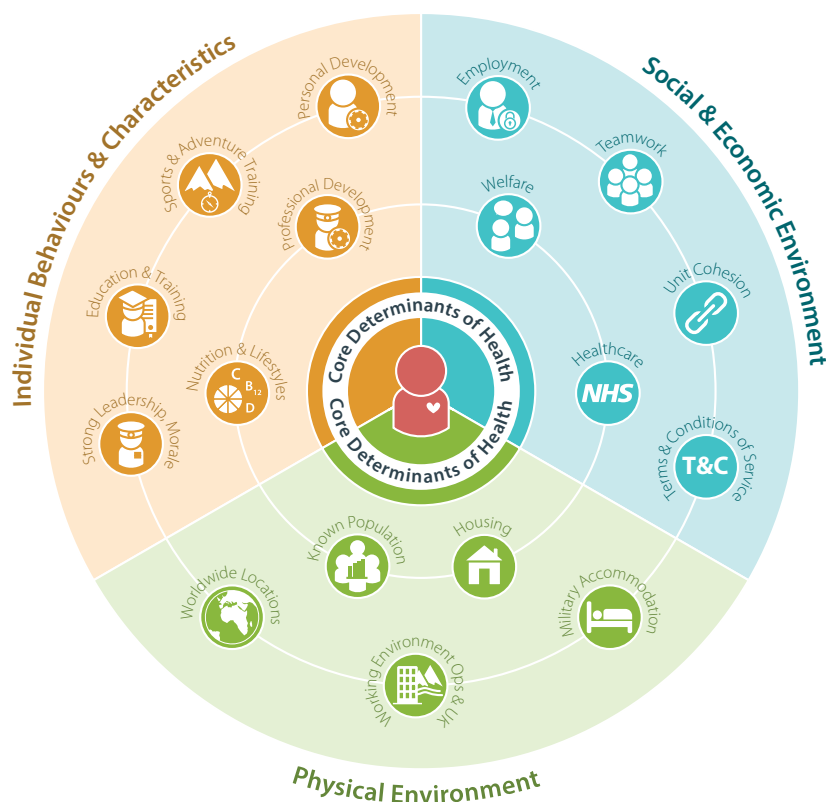 Individual Behaviours & Characteristics
Personal Development
Sports & Adventure Training
Professional Development
Education & Training
Nutrition & Lifestyles
C
B12
D
Strong Leadership, Morale
Social & Economic Environment
Employment
Teamwork
Welfare
Unit Cohesion
Healthcare
NHS
Terms & Conditions of Service
T&C
Core Determinants of Health
Core Determinants of Health
Known Population
Housing
Worldwide Locations
Military Accommodation
Working Environment Ops & UK
Physical Environment